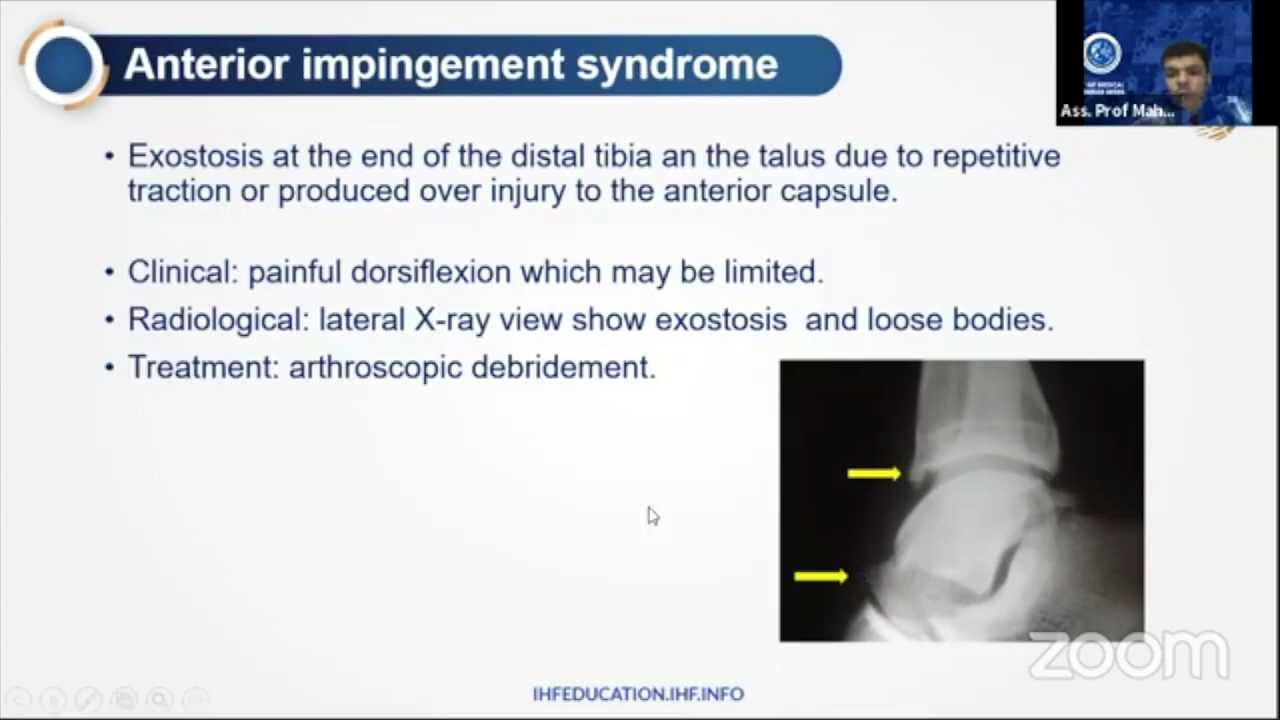 Anterior impingement syndrome
Ass. Prof Mah...
• Exostosis at the end of the distal tibia an the talus due to repetitive
traction or produced over injury to the anterior capsule.
• Clinical: painful dorsiflexion which may be limited.
• Radiological: lateral X-ray view show exostosis and loose bodies.
• Treatment: arthroscopic debridement.
zoom
IHFEDUCATION.IHF.INFO